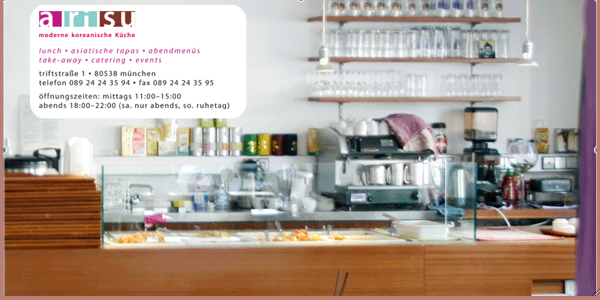 arisu
moderne koreanische Küche
lunch • asiatische tapas • abendmenüs
take-away • catering • events
triftstraße 1 • 80538 münchen
telefon 089 24 24 35 94 • fax 089 24 24 35 95
öffnungszeiten: mittags 11:00–15:00
abends 18:00–22:00 (sa. nur abends, so. ruhetag)